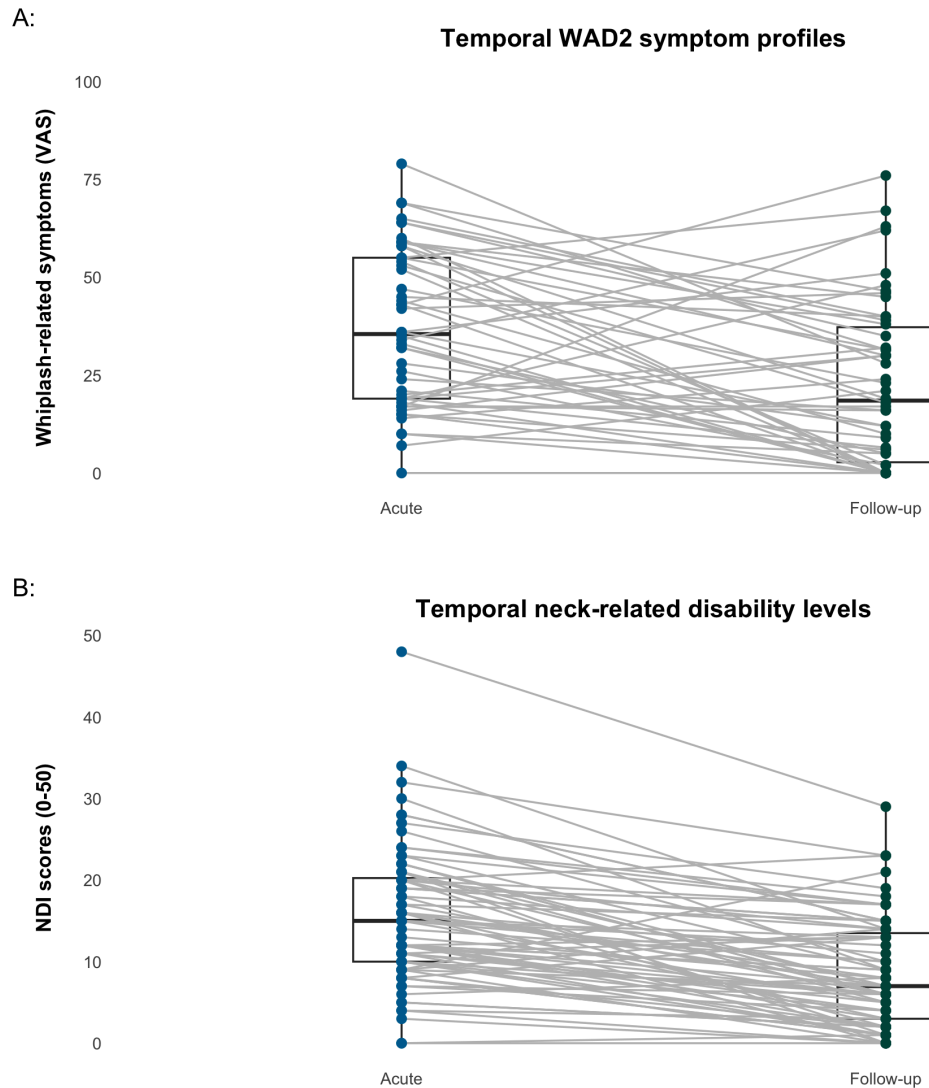 A:
Temporal WAD2 symptom profiles
Whiplash-related symptoms (VAS)
100
75
50
25
0
Acute
Follow-up
B:
Temporal neck-related disability levels
NDI scores (0-50)
50
40
30
20
10
0
Acute
Follow-up